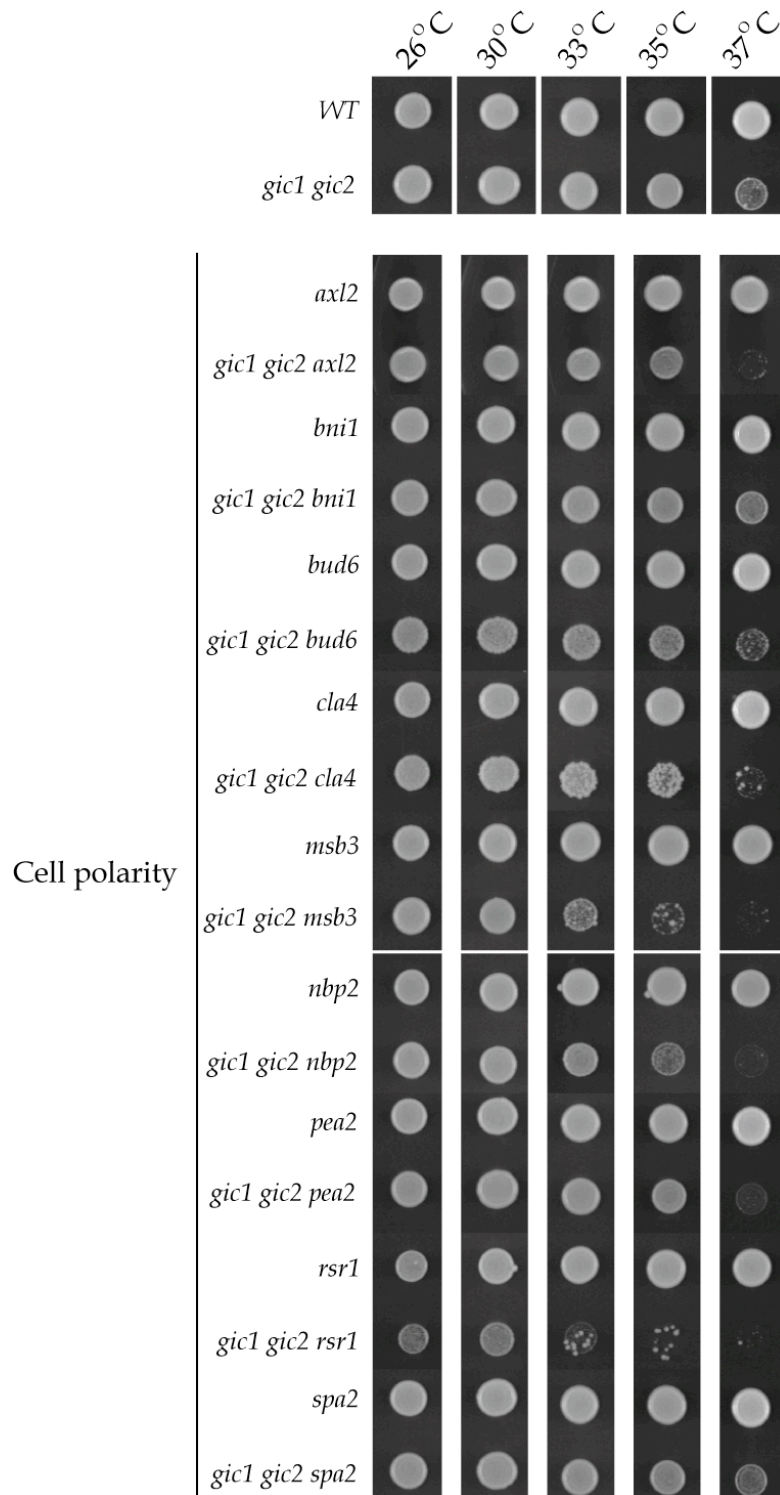 26°C 30°C 33°C 35°C 37°C
WT
gic1 gic2
axl2
gic1 gic2 axl2
bni1
gic1 gic2 bni1
bud6
gic1 gic2 bud6
cla4
gic1 gic2 cla4
msb3
Cell polarity
gic1 gic2 msb3
nbp2
gic1 gic2 nbp2
pea2
gic1 gic2 pea2
rsr1
gic1 gic2 rsr1
spa2
gic1 gic2 spa2